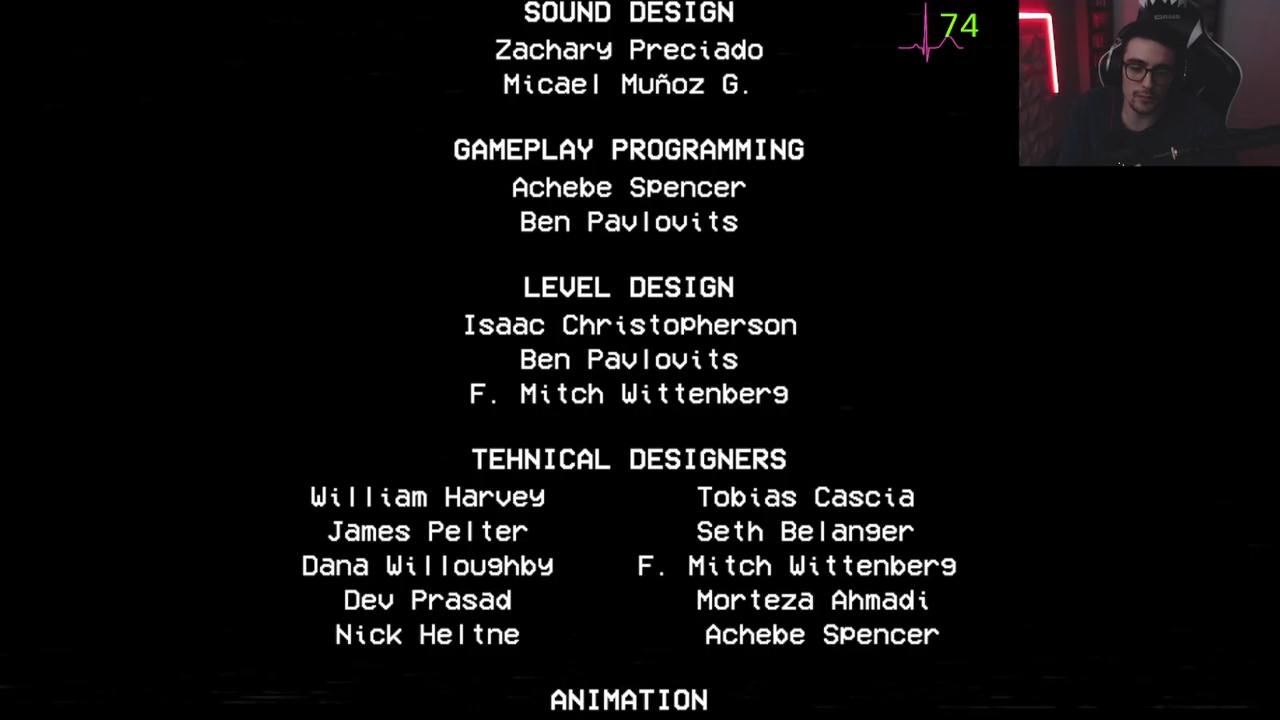 SOUND DESIGN
74
Zachary Preciado
Micael Muñoz G.
GAMEPLAY PROGRAMMING
Achebe Spencer
Ben Pavlovits
LEVEL DESIGN
Isaac Christopherson
Ben Pavlovits
F. Mitch Wittenberg
TEHNICAL DESIGNERS
William Harvey Tobias Cascia
James Pelter Seth Belanger
Dana Willoughby F. Mitch Wittenberg
Dev Prasad Morteza Ahmadi
Nick Heltne Achebe Spencer
ANIMATION